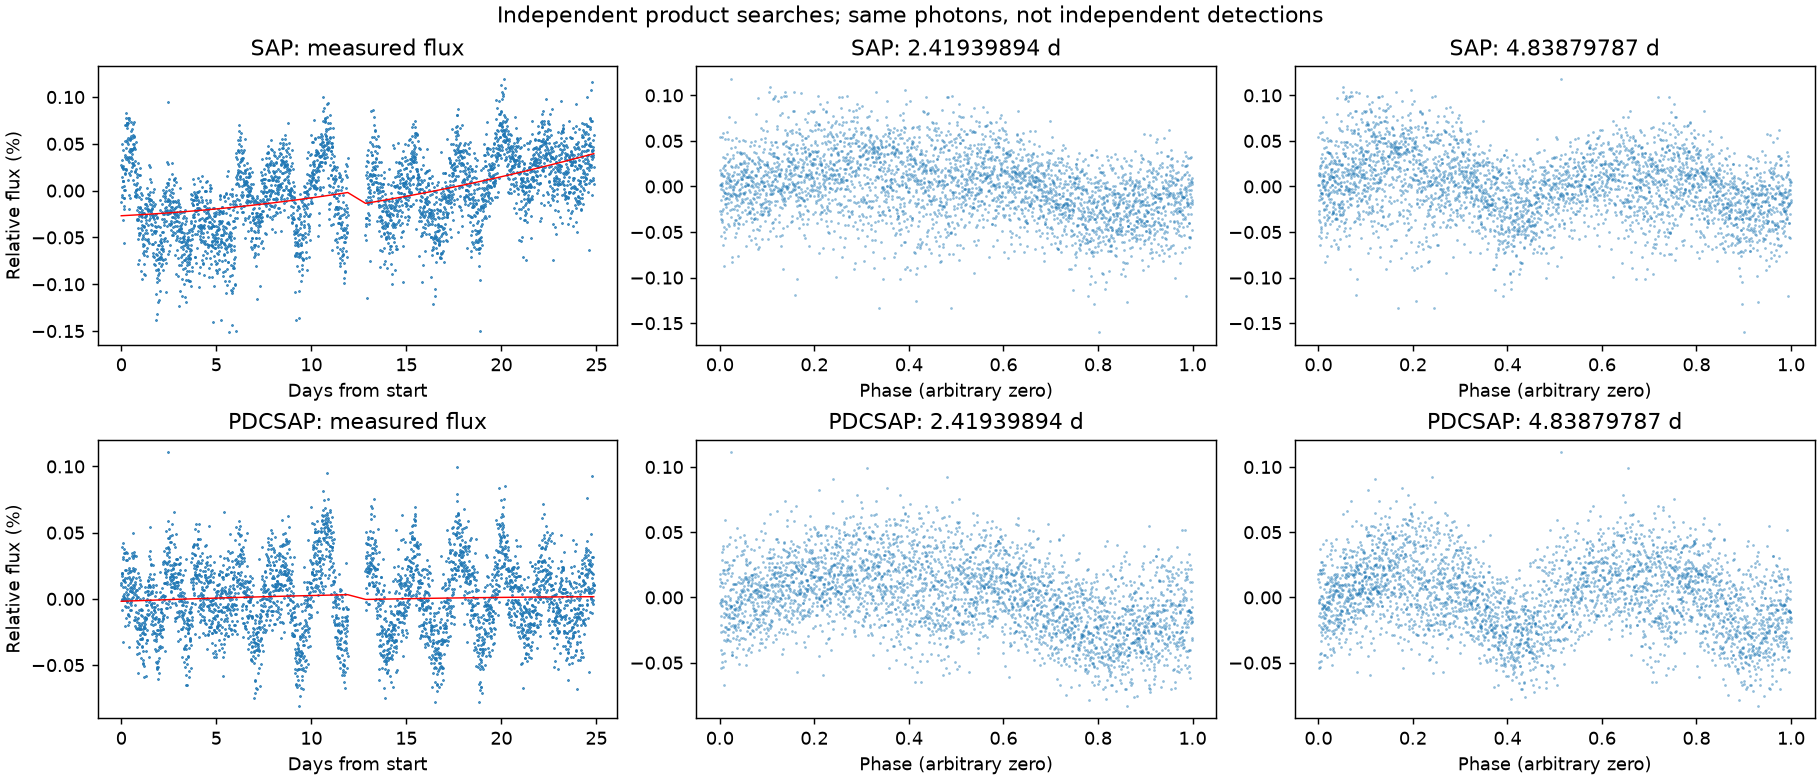 Independent product searches; same photons, not independent detections
SAP: measured flux
SAP: 2.41939894 d
SAP: 4.83879787 d
Relative flux (%)
0.10
0.05
0.00
−0.05
−0.10
−0.15
0.10
0.05
0.00
−0.05
−0.10
−0.15
0.10
0.05
0.00
−0.05
−0.10
−0.15
0 5 10 15 20 25
0.0 0.2 0.4 0.6 0.8 1.0
0.0 0.2 0.4 0.6 0.8 1.0
Days from start
Phase (arbitrary zero)
Phase (arbitrary zero)
PDCSAP: measured flux
PDCSAP: 2.41939894 d
PDCSAP: 4.83879787 d
Relative flux (%)
0.10
0.05
0.00
−0.05
0.10
0.05
0.00
−0.05
0.10
0.05
0.00
−0.05
0 5 10 15 20 25
0.0 0.2 0.4 0.6 0.8 1.0
0.0 0.2 0.4 0.6 0.8 1.0
Days from start
Phase (arbitrary zero)
Phase (arbitrary zero)